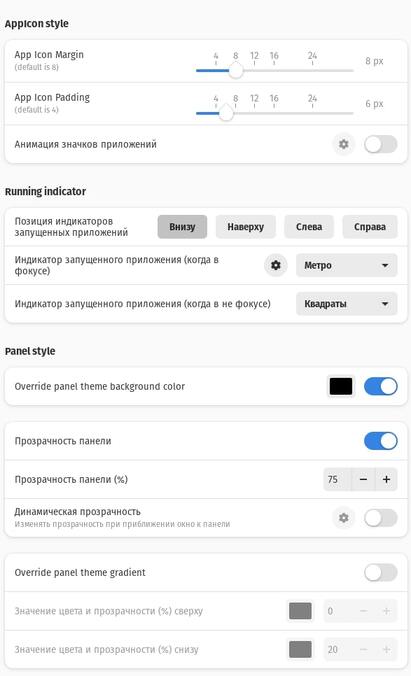 AppIcon style
App Icon Margin
(default is 8)
4 8 12 16 24
8 px
App Icon Padding
(default is 4)
4 8 12 16 24
6 px
Анимация значков приложений
Running indicator
Позиция индикаторов
запущенных приложений
Внизу Наверху Слева Справа
Индикатор запущенного приложения (когда в
фокусе)
Метро
Индикатор запущенного приложения (когда в не фокусе) Квадраты
Panel style
Override panel theme background color
Прозрачность панели
Прозрачность панели (%) 75 − +
Динамическая прозрачность
Изменять прозрачность при приближении окно к панели
Override panel theme gradient
Значение цвета и прозрачности (%) сверху 0 − +
Значение цвета и прозрачности (%) снизу 20 − +